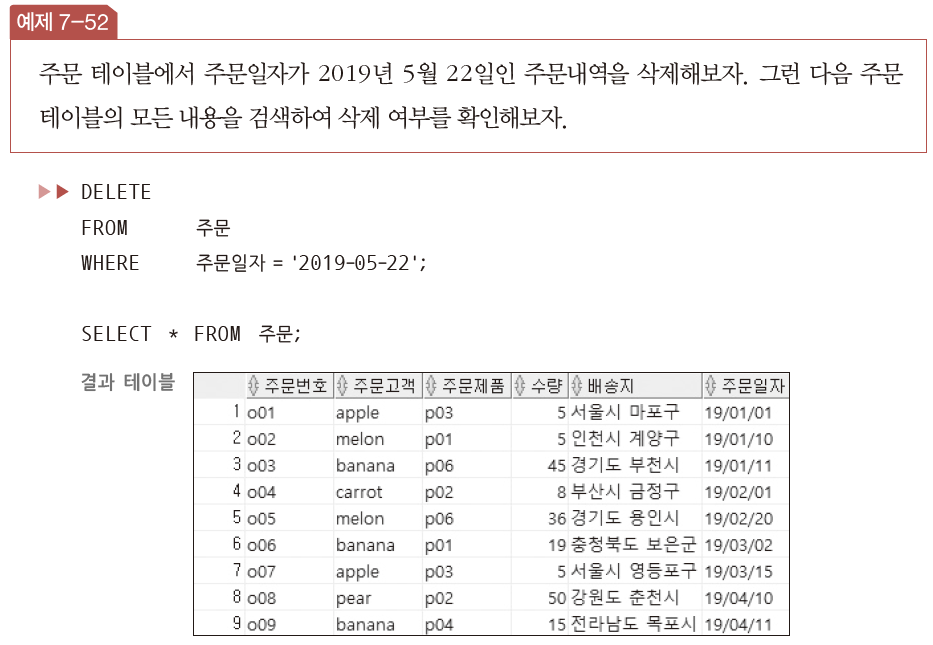 예제 7-52
주문 테이블에서 주문일자가 2019년 5월 22일인 주문내역을 삭제해보자. 그런 다음 주문
테이블의 모든 내용을 검색하여 삭제 여부를 확인해보자.
DELETE
FROM 주문
WHERE 주문일자 = '2019-05-22';
SELECT * FROM 주문;
결과 테이블
주문번호 주문고객 주문제품 수량 배송지 주문일자
1 o01 apple p03 5 서울시 마포구 19/01/01
2 o02 melon p01 5 인천시 계양구 19/01/10
3 o03 banana p06 45 경기도 부천시 19/01/11
4 o04 carrot p02 8 부산시 금정구 19/02/01
5 o05 melon p06 36 경기도 용인시 19/02/20
6 o06 banana p01 19 충청북도 보은군 19/03/02
7 o07 apple p03 5 서울시 영등포구 19/03/15
8 o08 pear p02 50 강원도 춘천시 19/04/10
9 o09 banana p04 15 전라남도 목포시 19/04/11